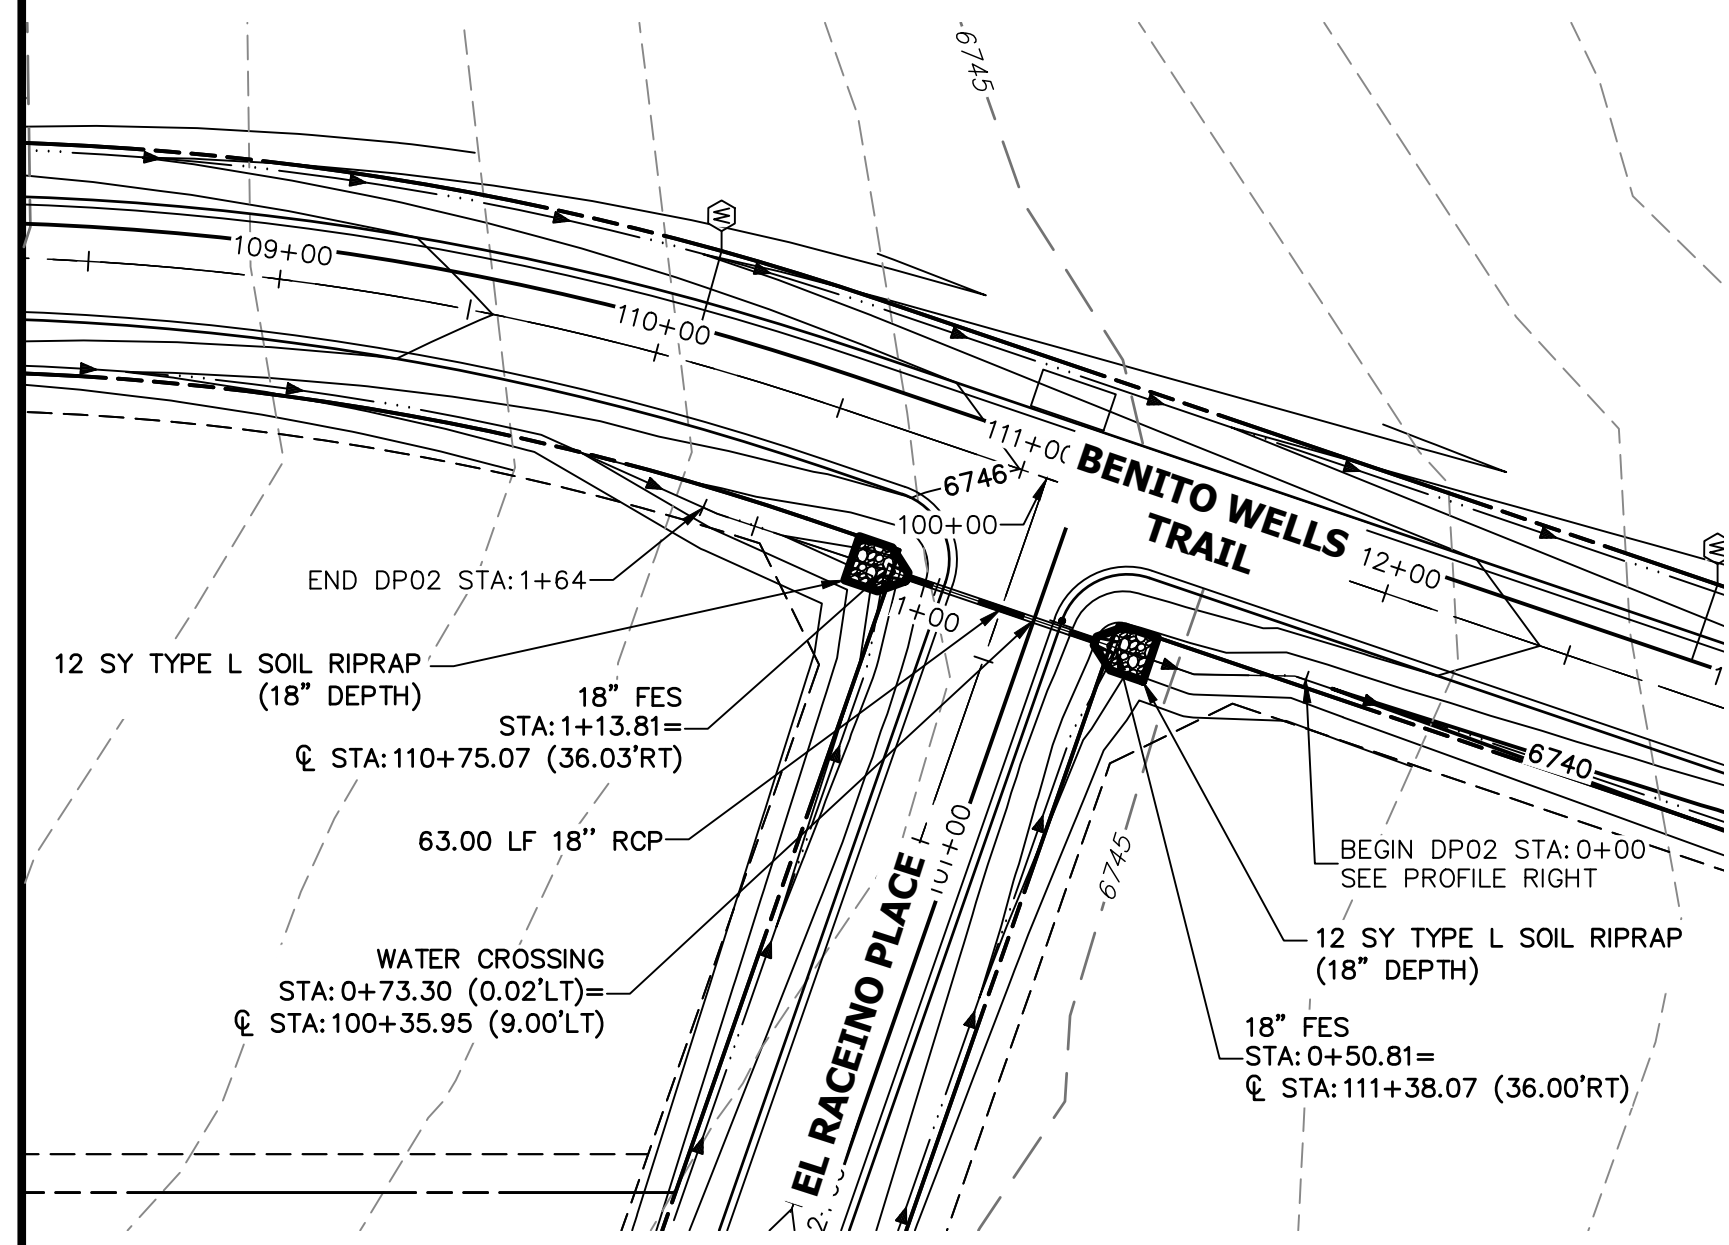 6745
W
109+00
110+00
111+00
6746
BENITO WELLS
TRAIL
100+00
12+00
W
END DP02 STA:1+64
1+00
12 SY TYPE L SOIL RIPRAP
(18" DEPTH)
18" FES
STA:1+13.81=
℄ STA:110+75.07 (36.03'RT)
6740
63.00 LF 18" RCP
101+00
6745
BEGIN DP02 STA:0+00
SEE PROFILE RIGHT
EL RACEINO PLACE
12 SY TYPE L SOIL RIPRAP
(18" DEPTH)
WATER CROSSING
STA:0+73.30 (0.02'LT)=
℄ STA:100+35.95 (9.00'LT)
18" FES
STA:0+50.81=
℄ STA:111+38.07 (36.00'RT)